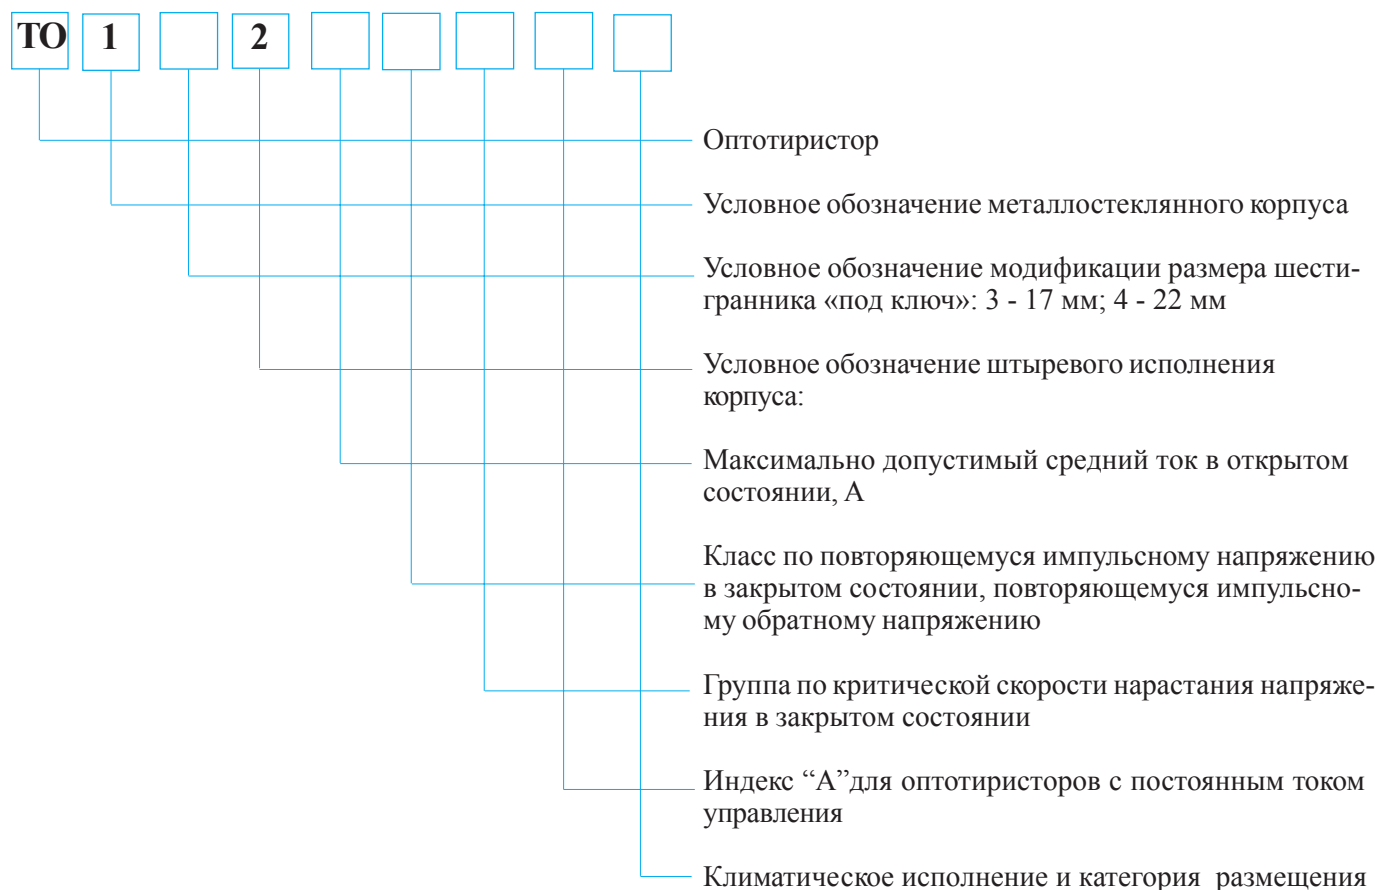 ТО 1 2
Оптотиристор
Условное обозначение металлостеклянного корпуса
Условное обозначение модификации размера шести-
гранника «под ключ»: 3 - 17 мм; 4 - 22 мм
Условное обозначение штыревого исполнения
корпуса:
Максимально допустимый средний ток в открытом
состоянии, А
Класс по повторяющемуся импульсному напряжению
в закрытом состоянии, повторяющемуся импульсно-
му обратному напряжению
Группа по критической скорости нарастания напряже-
ния в закрытом состоянии
Индекс “А”для оптотиристоров с постоянным током
управления
Климатическое исполнение и категория размещения